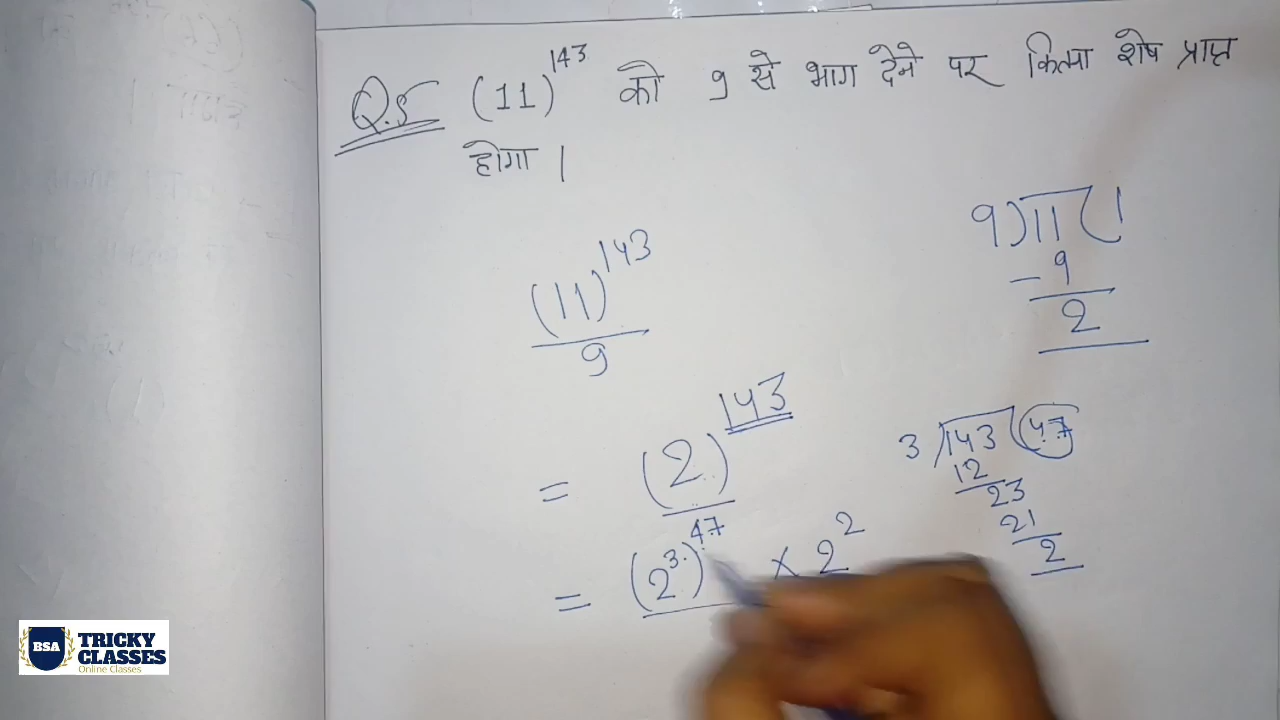 Q.5 (11)^143 को 9 से भाग देने पर कितना शेष प्राप्त
होगा |
(11)^143
9
9)11(1
- 9
2
= (2)^143
3)143(47
12
23
21
2
= (2^3)^47 × 2^2
BSA TRICKY
CLASSES
Online Classes